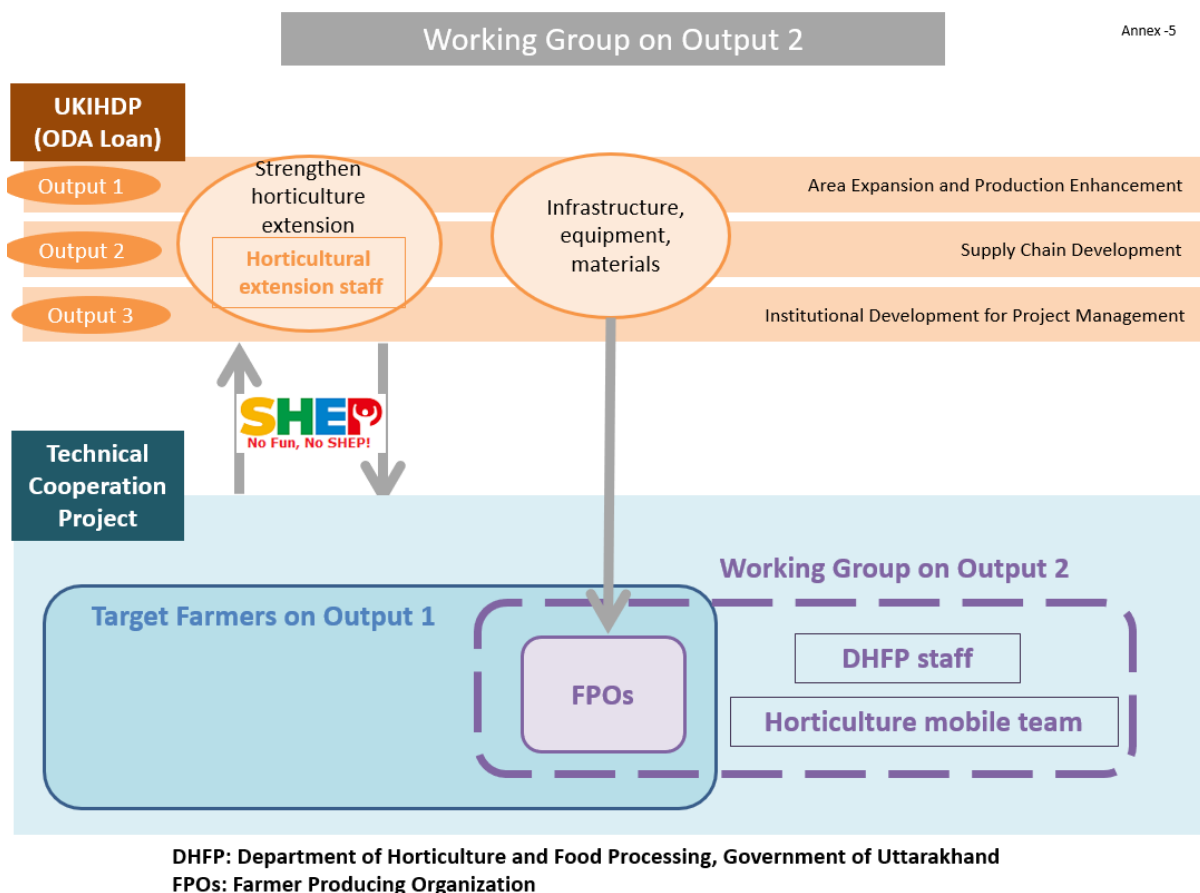 Working Group on Output 2
Annex -5
UKIHDP
(ODA Loan)
Output 1
Strengthen
horticulture
extension
Horticultural
extension staff
Infrastructure,
equipment,
materials
Area Expansion and Production Enhancement
Output 2
Supply Chain Development
Output 3
Institutional Development for Project Management
SHEP
No Fun, No SHEP!
Technical
Cooperation
Project
Working Group on Output 2
Target Farmers on Output 1
FPOs
DHFP staff
Horticulture mobile team
DHFP: Department of Horticulture and Food Processing, Government of Uttarakhand
FPOs: Farmer Producing Organization